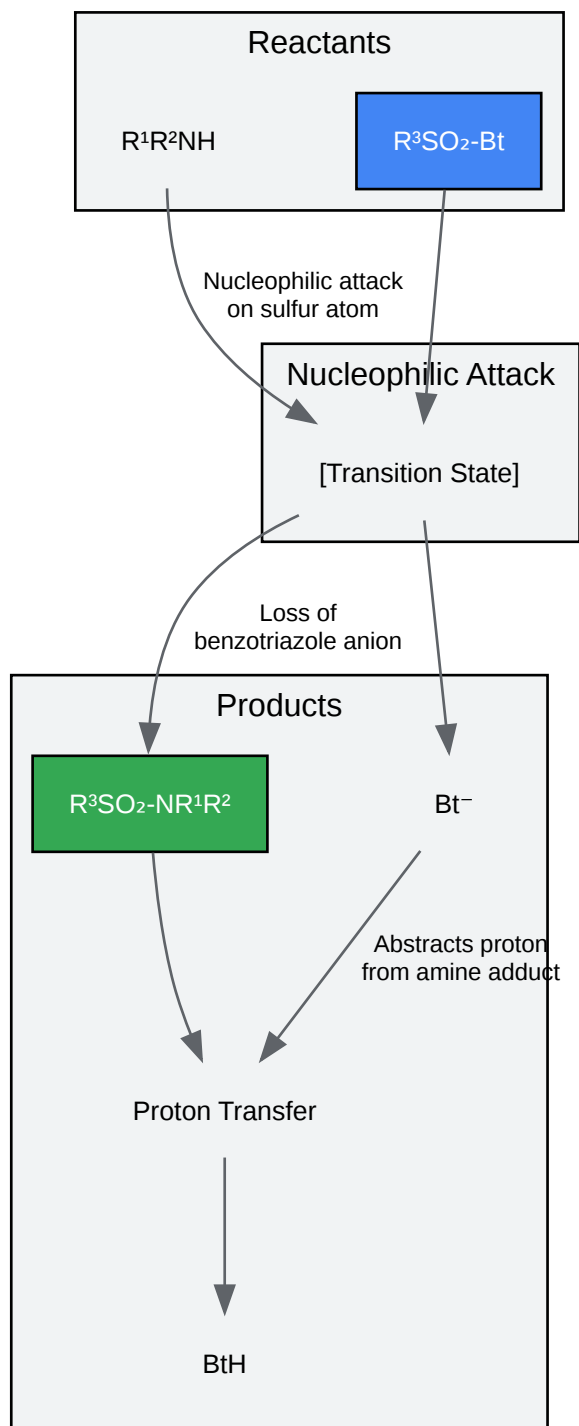 Reactants
R¹R²NH
R³SO₂-Bt
Nucleophilic attack
on sulfur atom
Nucleophilic Attack
[Transition State]
Loss of
benzotriazole anion
Products
R³SO₂-NR¹R²
Bt⁻
Abstracts proton
from amine adduct
Proton Transfer
BtH